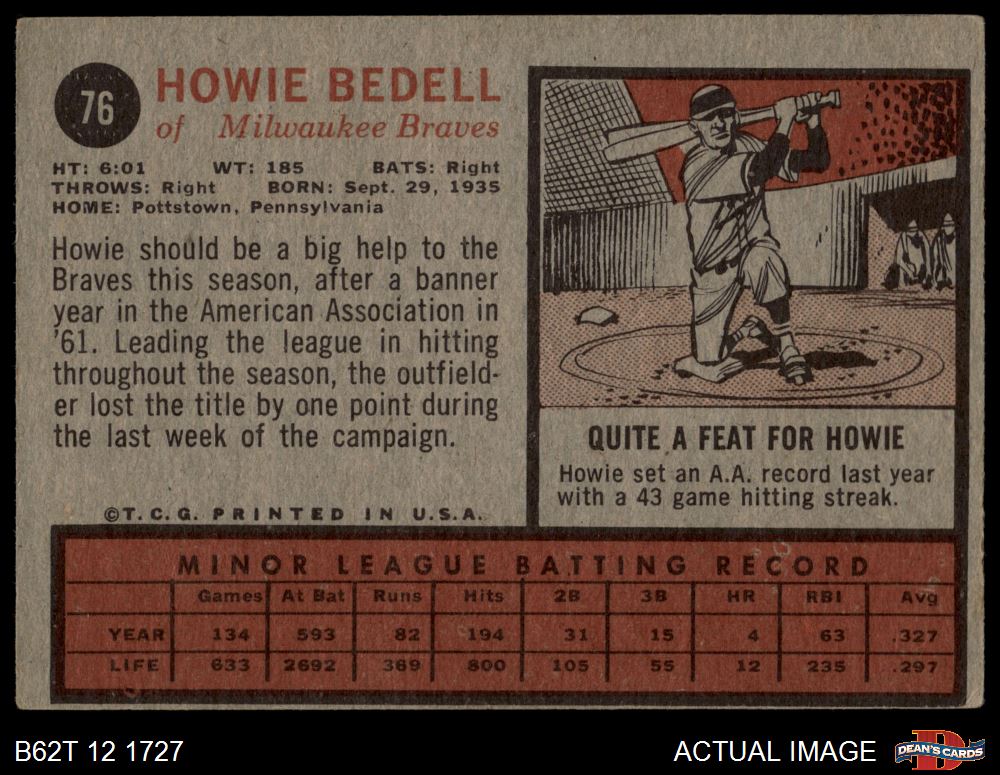 76
HOWIE BEDELL
of Milwaukee Braves
HT: 6:01 WT: 185 BATS: Right
THROWS: Right BORN: Sept. 29, 1935
HOME: Pottstown, Pennsylvania
Howie should be a big help to the
Braves this season, after a banner
year in the American Association in
'61. Leading the league in hitting
throughout the season, the outfield-
er lost the title by one point during
the last week of the campaign.
©T.C.G. PRINTED IN U.S.A.
QUITE A FEAT FOR HOWIE
Howie set an A.A. record last year
with a 43 game hitting streak.
MINOR LEAGUE BATTING RECORD
Games At Bat Runs Hits 2B 3B HR RBI Avg
YEAR 134 593 82 194 31 15 4 63 .327
LIFE 633 2692 369 800 105 55 12 235 .297
B62T 12 1727
ACTUAL IMAGE
D
DEAN'S CARDS